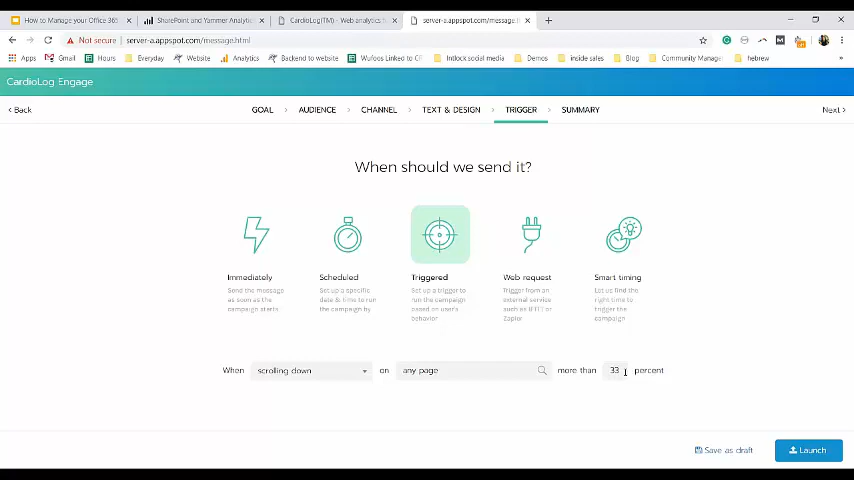 How to Manage your Office 365
SharePoint and Yammer Analytic
CardioLog(TM) - Web analytics f
server-a.appspot.com/message.h
Not secure | server-a.appspot.com/message.html
Apps
Gmail
Hours
Everyday
Website
Analytics
Backend to website
Wufoos Linked to CP
Intlock social media
Demos
inside sales
Blog
Community Manage
hebrew
CardioLog Engage
< Back
GOAL > AUDIENCE > CHANNEL > TEXT & DESIGN > TRIGGER > SUMMARY
Next >
When should we send it?
Immediately
Send the message
as soon as the
campaign starts
Scheduled
Set up a specific
date & time to run
the campaign by
Triggered
Set up a trigger to
run the campaign
based on user's
behavior
Web request
Trigger from an
external service
such as IFTTT or
Zapier
Smart timing
Let us find the
right time to
trigger the
campaign
When scrolling down on any page more than 33 percent
Save as draft
Launch